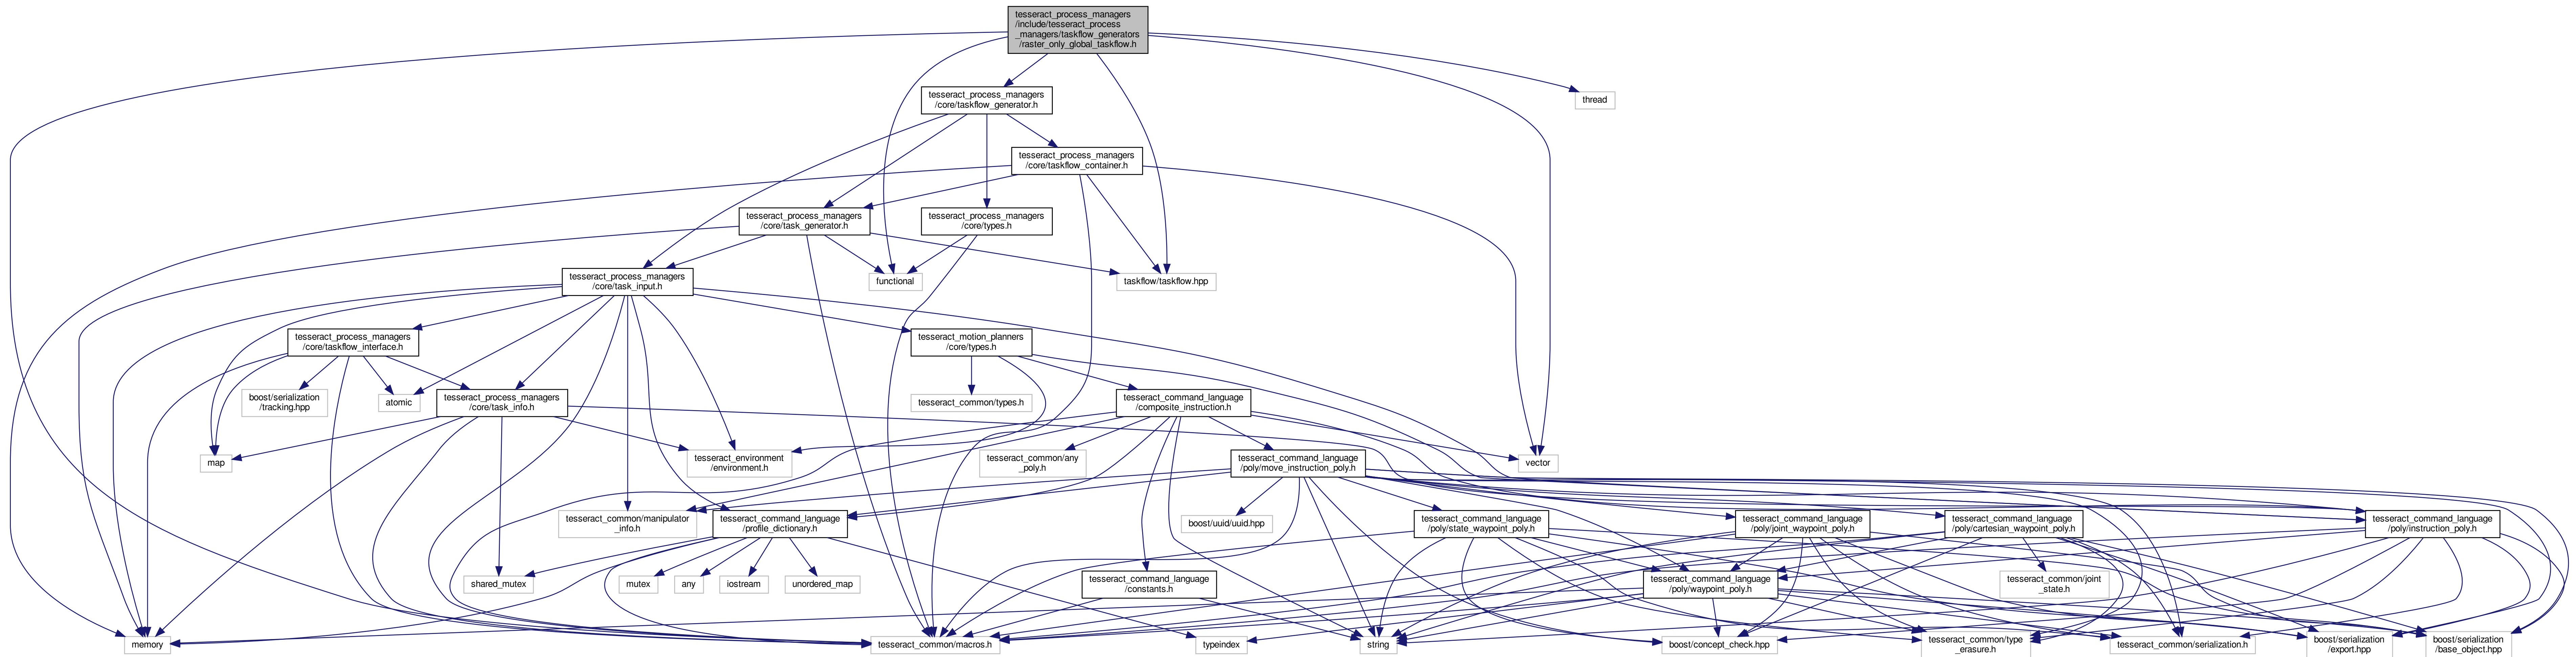 tesseract_process_managers
/include/tesseract_process
_managers/taskflow_generators
/raster_only_global_taskflow.h
tesseract_process_managers
/core/taskflow_generator.h
thread
tesseract_process_managers
/core/taskflow_container.h
tesseract_process_managers
/core/task_generator.h
tesseract_process_managers
/core/types.h
tesseract_process_managers
/core/task_input.h
functional
taskflow/taskflow.hpp
tesseract_process_managers
/core/taskflow_interface.h
tesseract_motion_planners
/core/types.h
boost/serialization
/tracking.hpp
atomic
tesseract_process_managers
/core/task_info.h
tesseract_common/types.h
tesseract_command_language
/composite_instruction.h
map
tesseract_environment
/environment.h
tesseract_common/any
_poly.h
tesseract_command_language
/poly/move_instruction_poly.h
vector
tesseract_common/manipulator
_info.h
tesseract_command_language
/profile_dictionary.h
boost/uuid/uuid.hpp
tesseract_command_language
/poly/state_waypoint_poly.h
tesseract_command_language
/poly/joint_waypoint_poly.h
tesseract_command_language
/poly/cartesian_waypoint_poly.h
tesseract_command_language
/poly/instruction_poly.h
shared_mutex
mutex
any
iostream
unordered_map
tesseract_command_language
/constants.h
tesseract_command_language
/poly/waypoint_poly.h
tesseract_common/joint
_state.h
memory
tesseract_common/macros.h
typeindex
string
boost/concept_check.hpp
tesseract_common/type
_erasure.h
tesseract_common/serialization.h
boost/serialization
/export.hpp
boost/serialization
/base_object.hpp